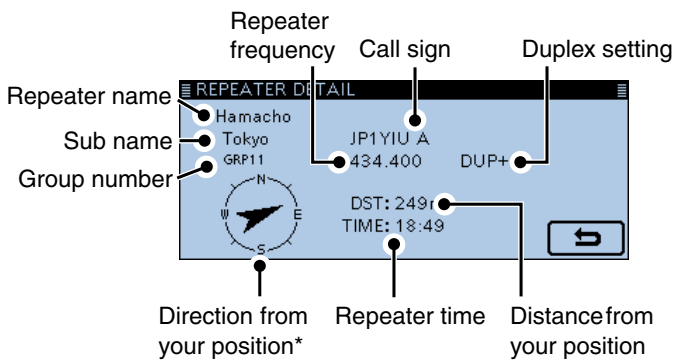 Repeater
frequency
Call sign
Duplex setting
REPEATER DETAIL
Repeater name
Hamacho
Sub name
Tokyo
JP1YIU A
Group number
GRP11
434.400
DUP+
N
W
E
S
DST: 249m
TIME: 18:49
Direction from
your position*
Repeater time
Distance from
your position